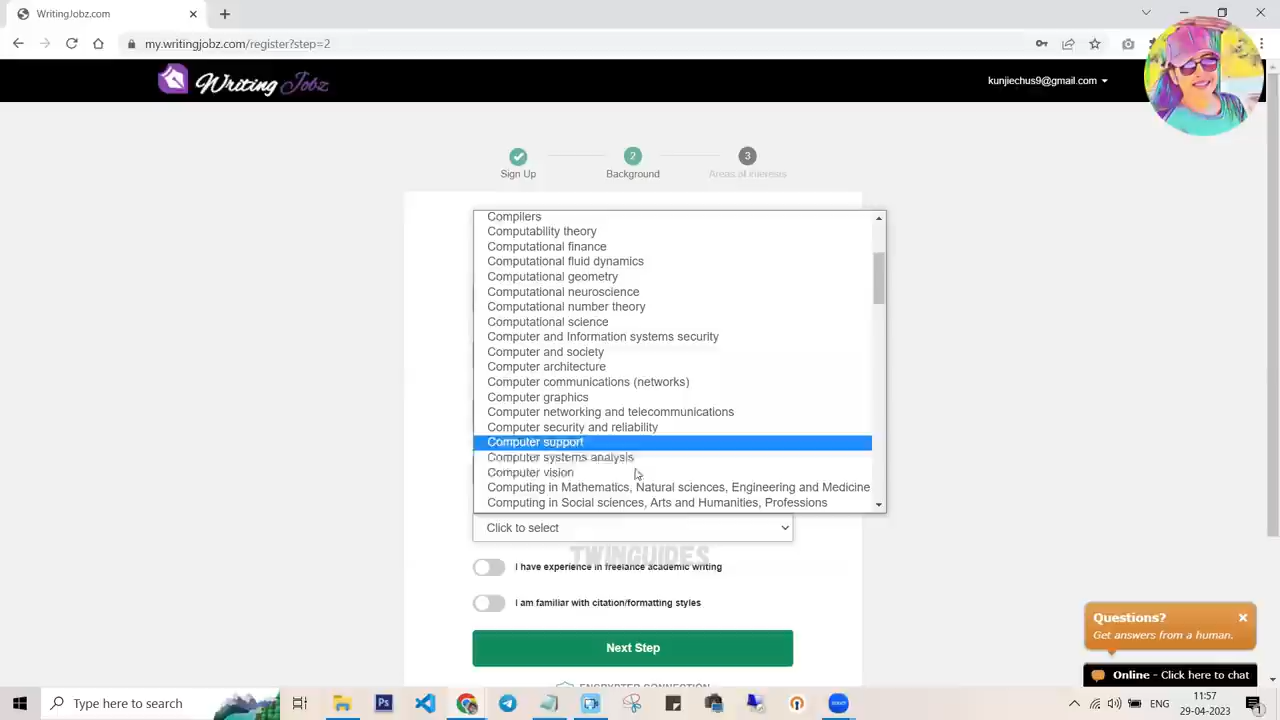 WritingJobz.com
my.writingjobz.com/register?step=2
Writing Jobz
kunjiechus9@gmail.com
2
3
Sign Up
Background
Areas of interests
Compilers
Computability theory
Computational finance
Computational fluid dynamics
Computational geometry
Computational neuroscience
Computational number theory
Computational science
Computer and Information systems security
Computer and society
Computer architecture
Computer communications (networks)
Computer graphics
Computer networking and telecommunications
Computer security and reliability
Computer support
Computer systems analysis
Computer vision
Computing in Mathematics, Natural sciences, Engineering and Medicine
Computing in Social sciences, Arts and Humanities, Professions
Click to select
TWINGUIDES
I have experience in freelance academic writing
I am familiar with citation/formatting styles
Next Step
ENCRYPTED CONNECTION
Questions?
Get answers from a human.
Online - Click here to chat
Type here to search
Ps
11:57
29-04-2023